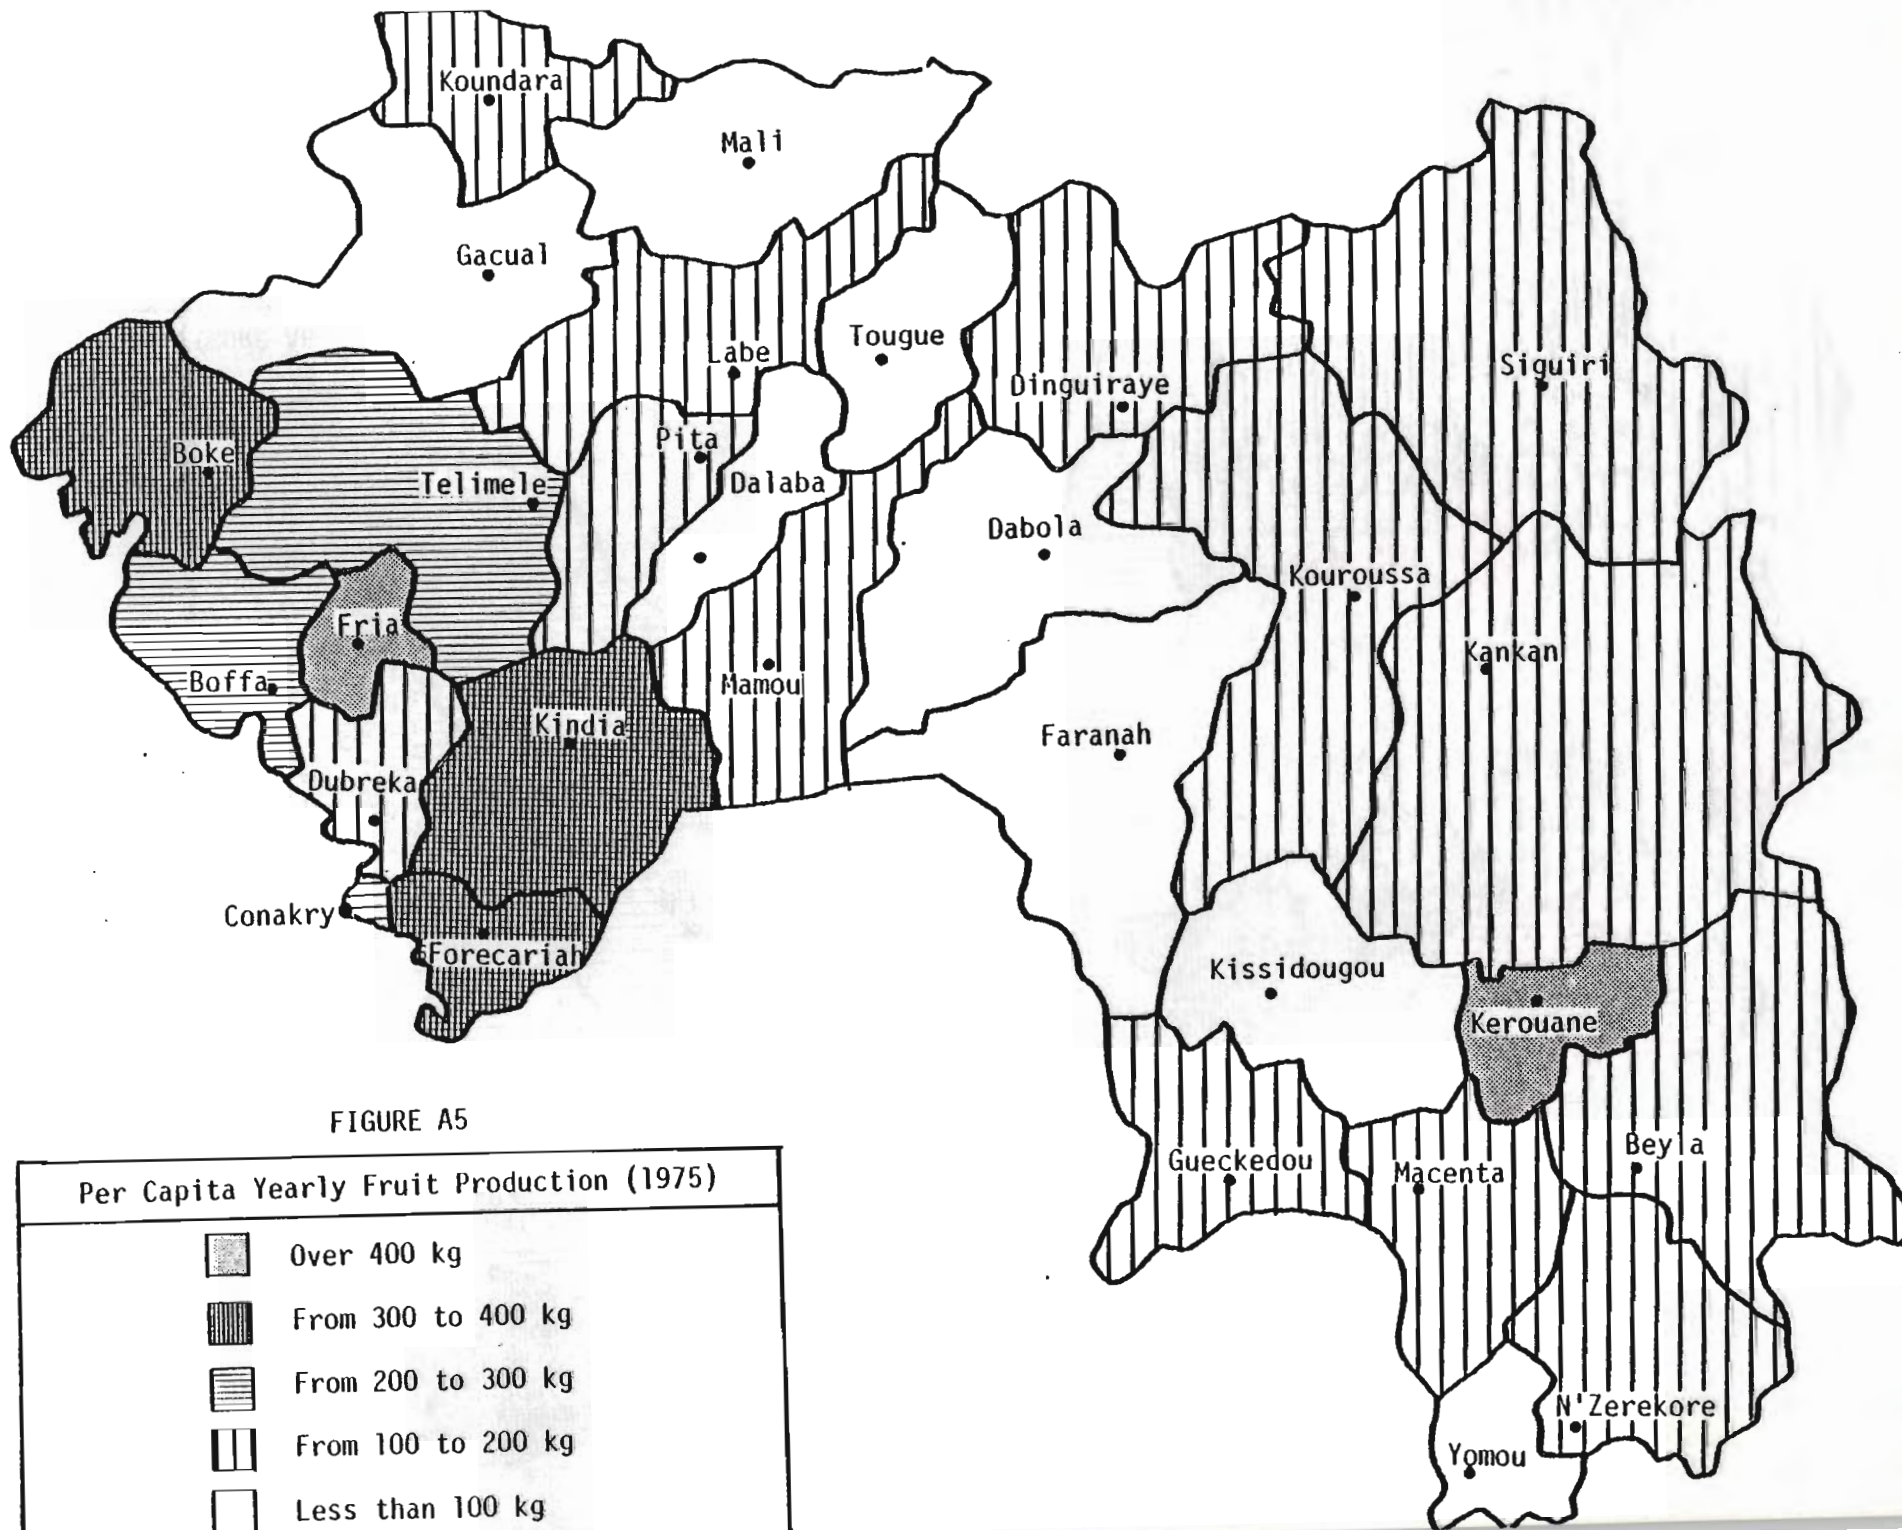 Koundara
Mali
Gacual
Labe
Tougue
Dinguiraye
Siguiri
Boke
Telimele
Pita
Dalaba
Dabola
Kouroussa
Fria
Boffa
Kankan
Mamou
Kindia
Faranah
Dubreka
Conakry
Forecariah
Kissidougou
Kerouane
Gueckedou
Macenta
Beyla
N'Zerekore
Yomou
FIGURE A5
Per Capita Yearly Fruit Production (1975)
Over 400 kg
From 300 to 400 kg
From 200 to 300 kg
From 100 to 200 kg
Less than 100 kg